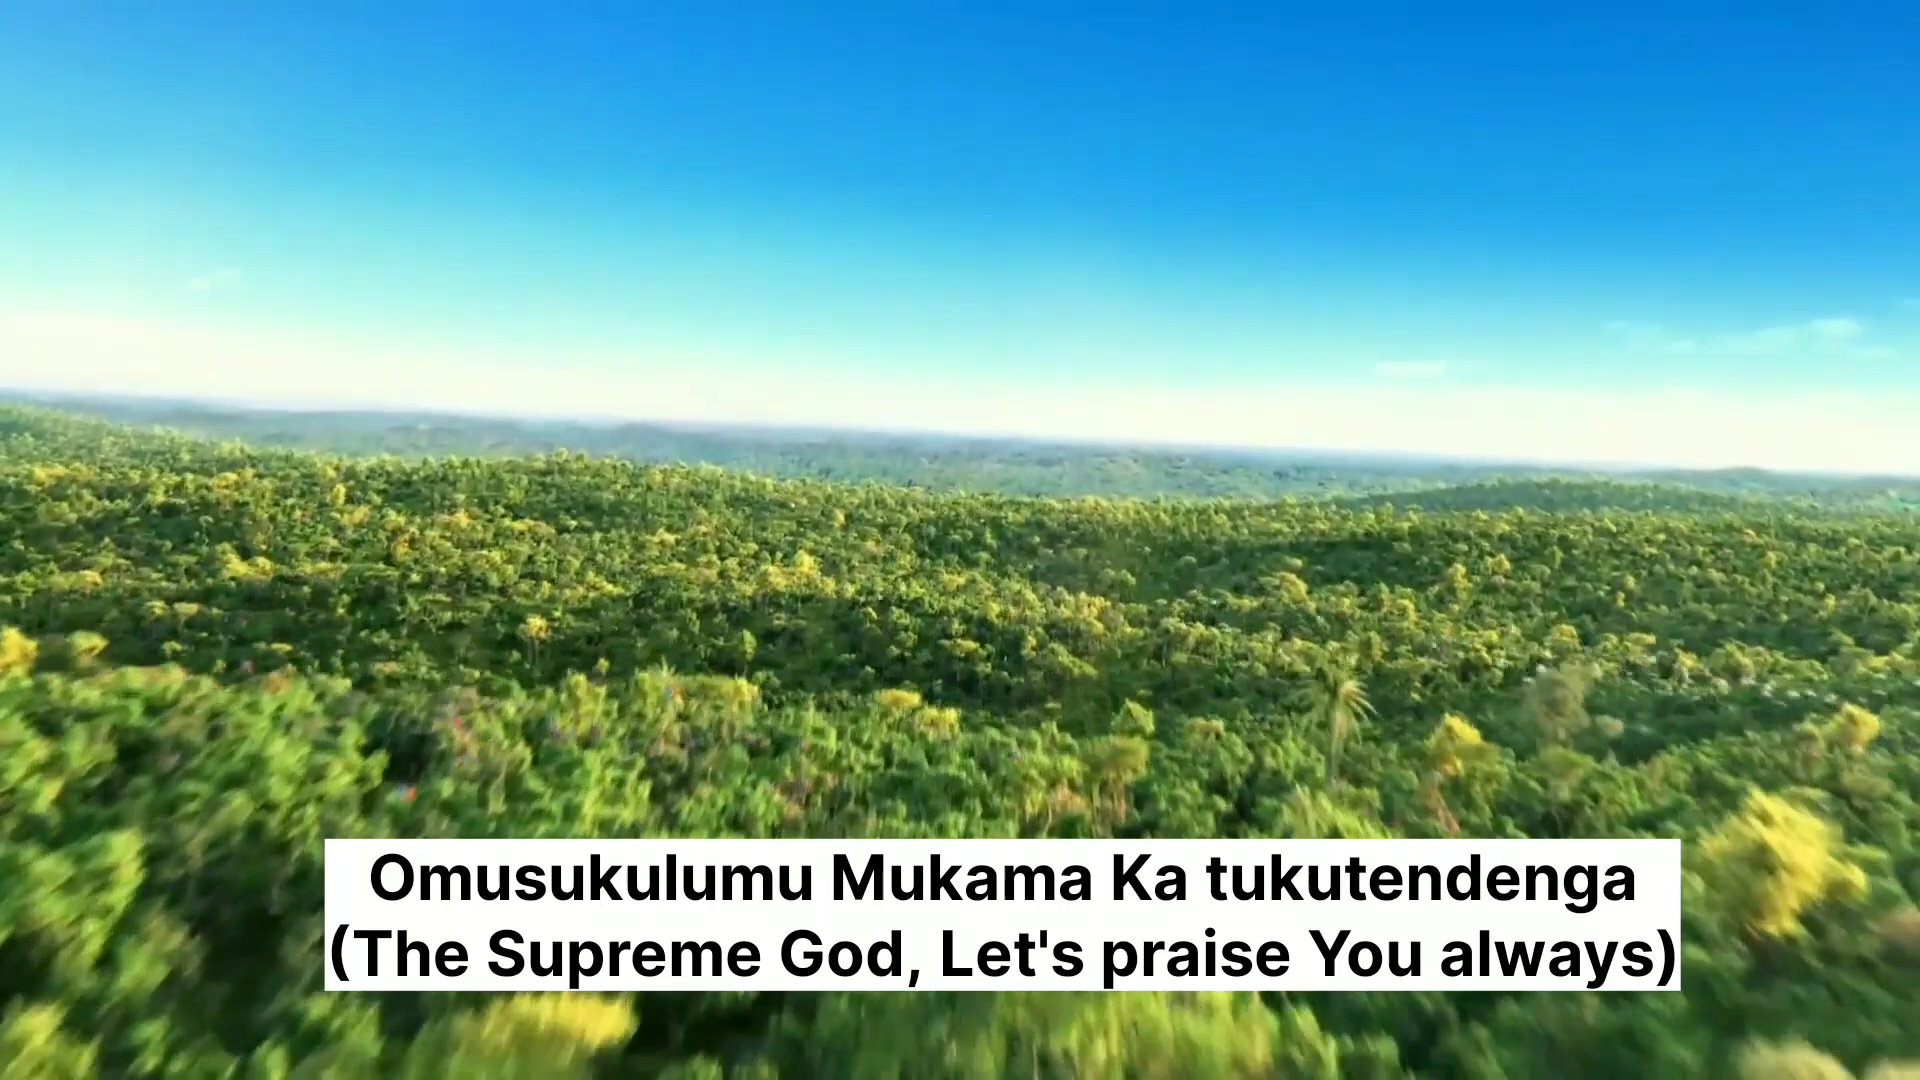 Omusukulumu Mukama Ka tukutendenga
(The Supreme God, Let's praise You always)